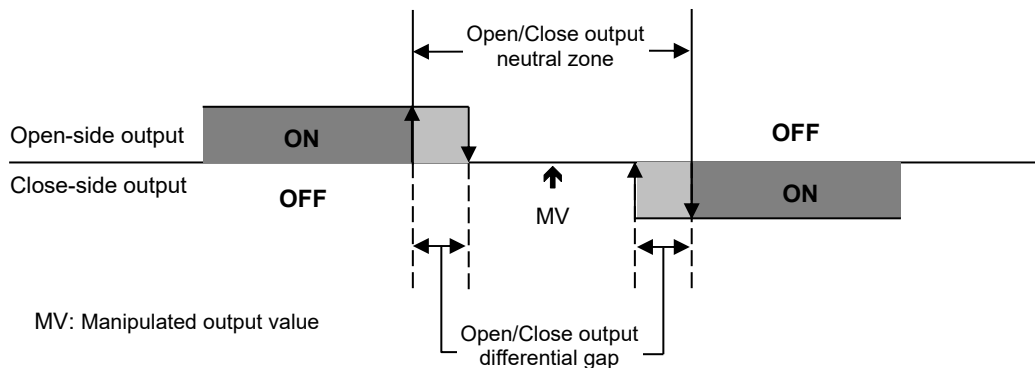 Open/Close output
neutral zone
Open-side output
ON
OFF
Close-side output
OFF
MV
ON
MV: Manipulated output value
Open/Close output
differential gap